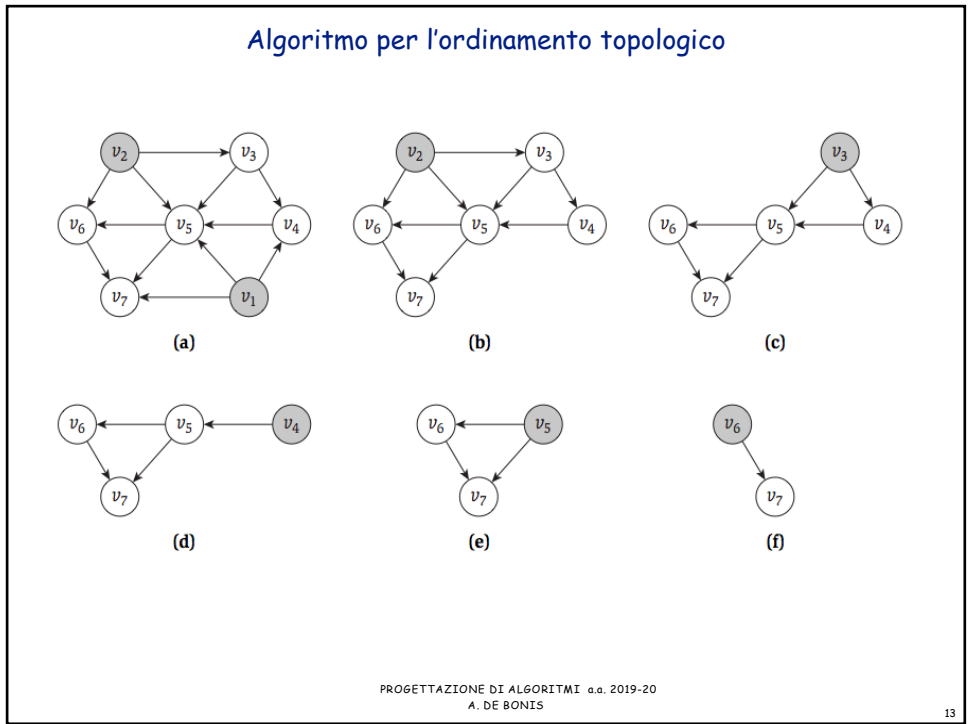 Algoritmo per l'ordinamento topologico
v2 v3
v6 v5 v4
v7 v1
(a)
v2 v3
v6 v5 v4
v7
(b)
v3
v6 v5 v4
v7
(c)
v6 v5 v4
v7
(d)
v6 v5
v7
(e)
v6
v7
(f)
PROGETTAZIONE DI ALGORITMI a.a. 2019-20
A. DE BONIS
13